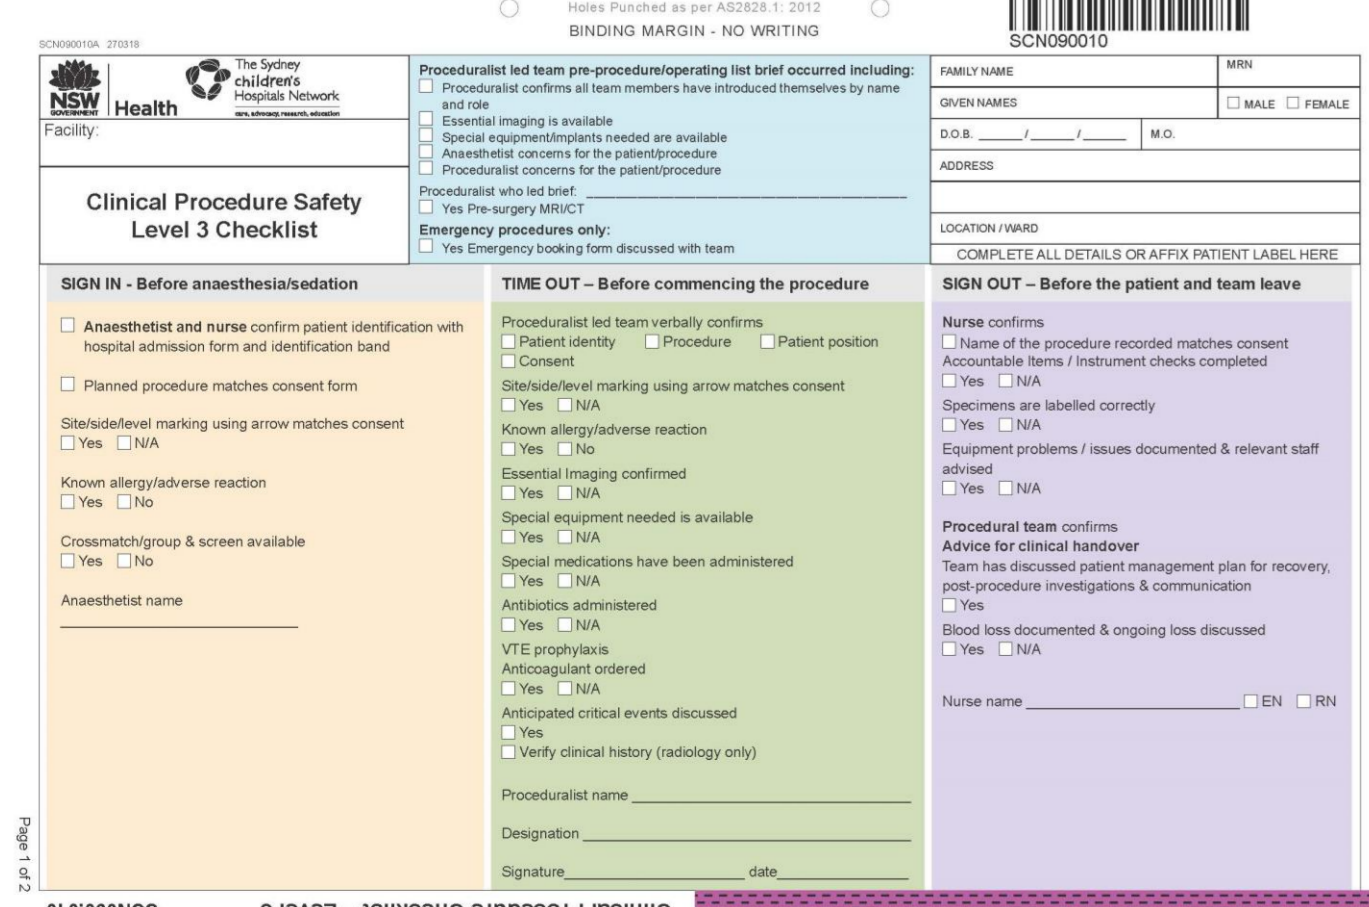 Holes Punched as per AS2828.1: 2012
BINDING MARGIN - NO WRITING
SCN090010
SCN090010A 270318
NSW
GOVERNMENT
Health
The Sydney
children's
Hospitals Network
care, advocacy, research, education
Facility:
Clinical Procedure Safety
Level 3 Checklist
Proceduralist led team pre-procedure/operating list brief occurred including:
Proceduralist confirms all team members have introduced themselves by name
and role
Essential imaging is available
Special equipment/implants needed are available
Anaesthetist concerns for the patient/procedure
Proceduralist concerns for the patient/procedure
Proceduralist who led brief:
Yes Pre-surgery MRI/CT
Emergency procedures only:
Yes Emergency booking form discussed with team
FAMILY NAME
MRN
GIVEN NAMES
MALE FEMALE
D.O.B. ______/______/______ M.O.
ADDRESS
LOCATION / WARD
COMPLETE ALL DETAILS OR AFFIX PATIENT LABEL HERE
SIGN IN - Before anaesthesia/sedation
Anaesthetist and nurse confirm patient identification with
hospital admission form and identification band
Planned procedure matches consent form
Site/side/level marking using arrow matches consent
Yes N/A
Known allergy/adverse reaction
Yes No
Crossmatch/group & screen available
Yes No
Anaesthetist name
TIME OUT – Before commencing the procedure
Proceduralist led team verbally confirms
Patient identity Procedure Patient position
Consent
Site/side/level marking using arrow matches consent
Yes N/A
Known allergy/adverse reaction
Yes No
Essential Imaging confirmed
Yes N/A
Special equipment needed is available
Yes N/A
Special medications have been administered
Yes N/A
Antibiotics administered
Yes N/A
VTE prophylaxis
Anticoagulant ordered
Yes N/A
Anticipated critical events discussed
Yes
Verify clinical history (radiology only)
Proceduralist name
Designation
Signature date
SIGN OUT – Before the patient and team leave
Nurse confirms
Name of the procedure recorded matches consent
Accountable Items / Instrument checks completed
Yes N/A
Specimens are labelled correctly
Yes N/A
Equipment problems / issues documented & relevant staff
advised
Yes N/A
Procedural team confirms
Advice for clinical handover
Team has discussed patient management plan for recovery,
post-procedure investigations & communication
Yes
Blood loss documented & ongoing loss discussed
Yes N/A
Nurse name EN RN
Page 1 of 2